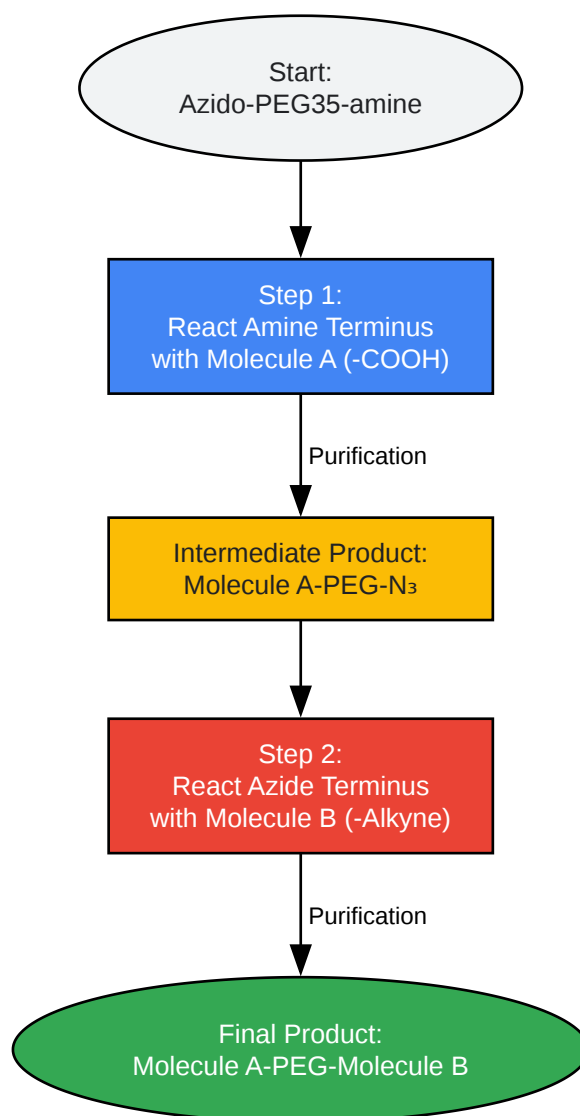 Start:
Azido-PEG35-amine
Step 1:
React Amine Terminus
with Molecule A (-COOH)
Purification
Intermediate Product:
Molecule A-PEG-N₃
Step 2:
React Azide Terminus
with Molecule B (-Alkyne)
Purification
Final Product:
Molecule A-PEG-Molecule B